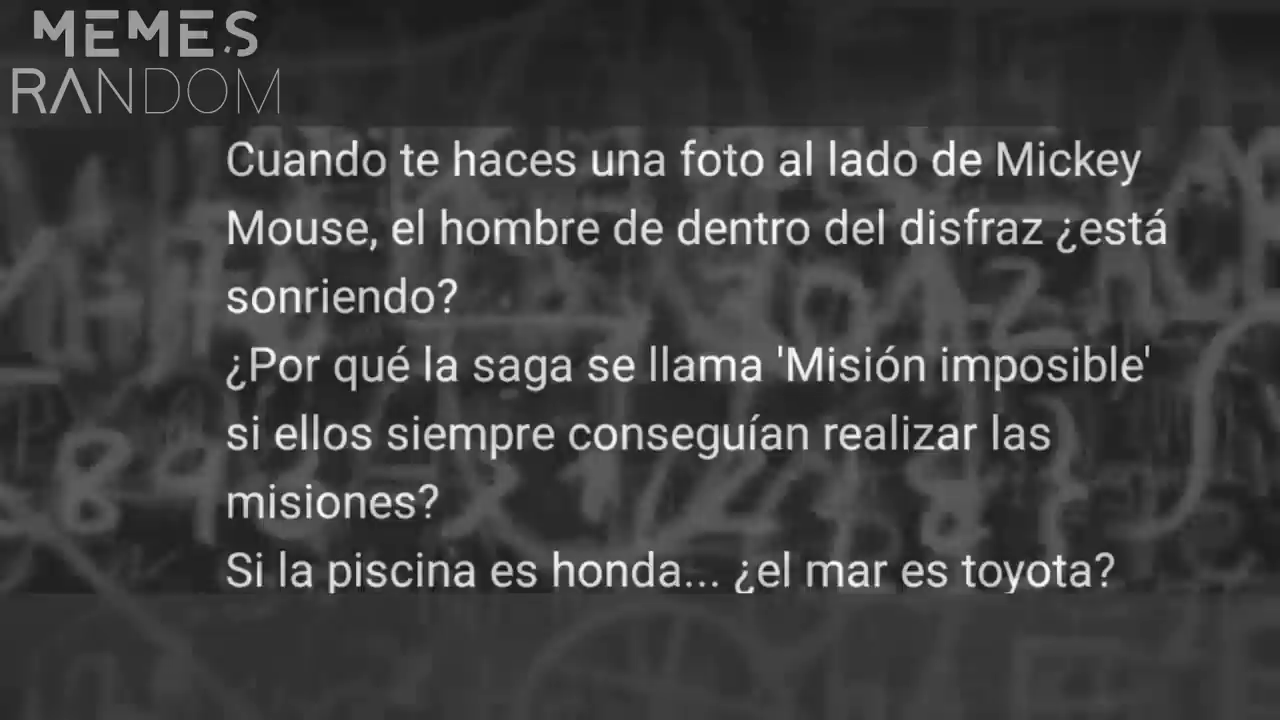 MEMES
RANDOM
Cuando te haces una foto al lado de Mickey
Mouse, el hombre de dentro del disfraz ¿está
sonriendo?
¿Por qué la saga se llama 'Misión imposible'
si ellos siempre conseguían realizar las
misiones?
Si la piscina es honda... ¿el mar es toyota?